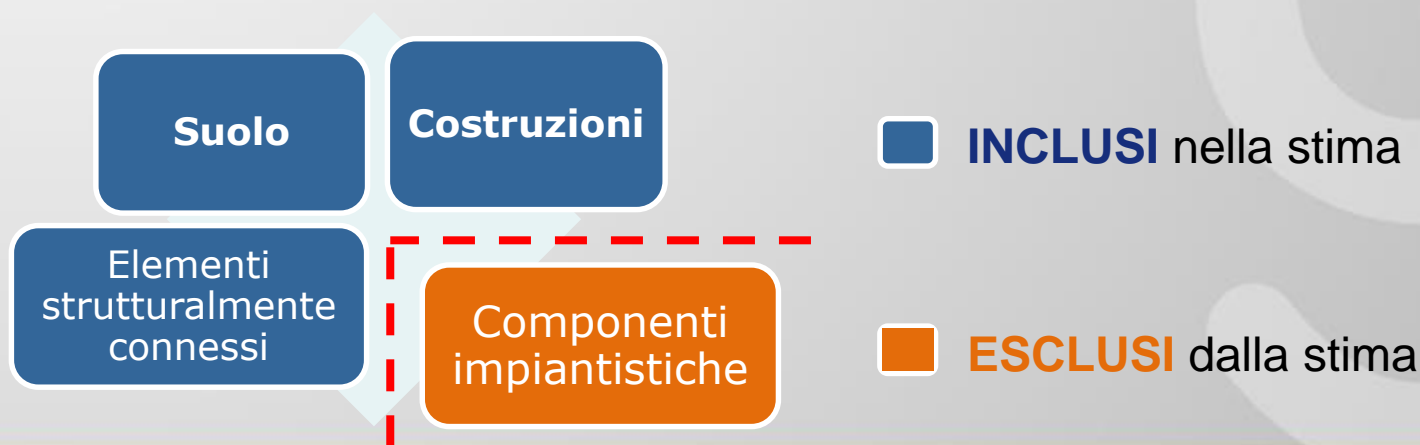 Suolo
Costruzioni
INCLUSI nella stima
Elementi
strutturalmente
connessi
Componenti
impiantistiche
ESCLUSI dalla stima